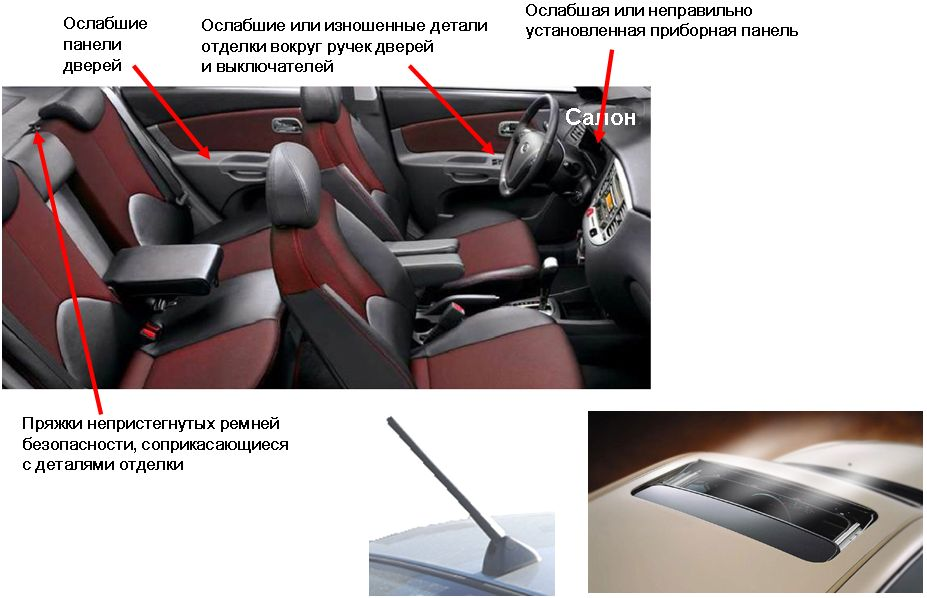 Ослабшие
панели
дверей
Ослабшие или изношенные детали
отделки вокруг ручек дверей
и выключателей
Ослабшая или неправильно
установленная приборная панель
Салон
Пряжки непристегнутых ремней
безопасности, соприкасающиеся
с деталями отделки